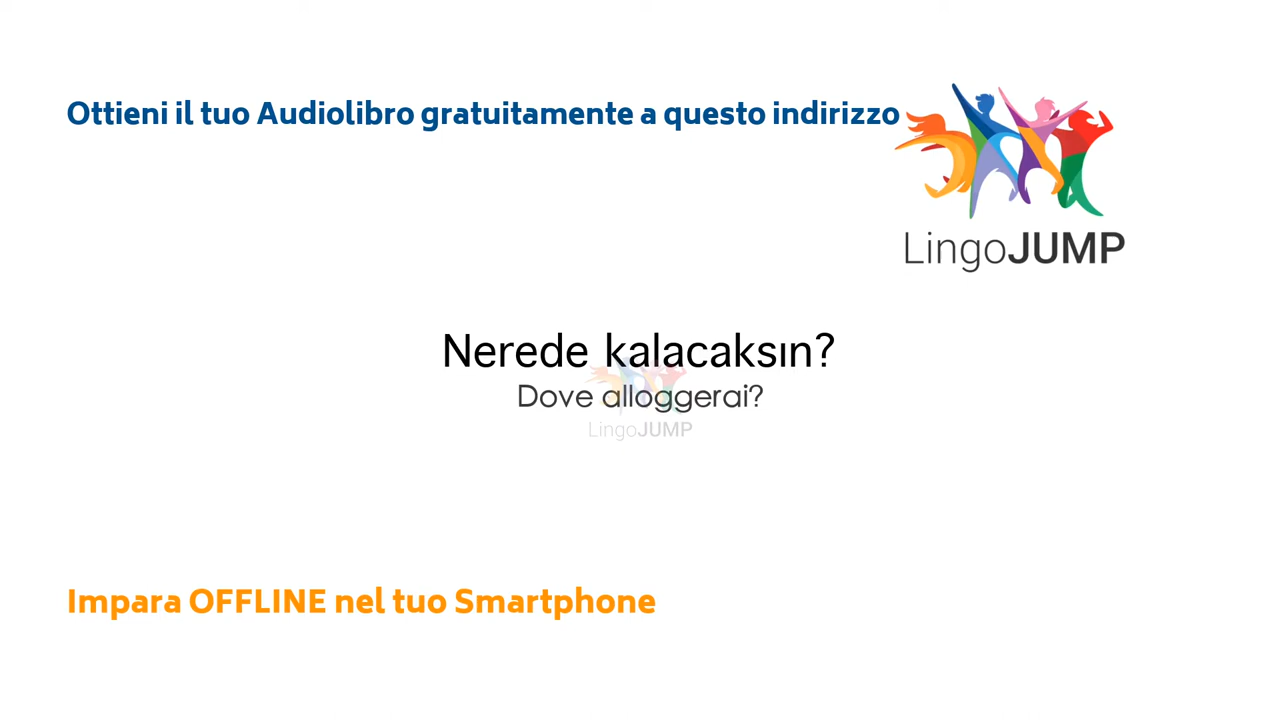 Ottieni il tuo Audiolibro gratuitamente a questo indirizzo
LingoJUMP
Nerede kalacaksın?
Dove alloggerai?
LingoJUMP
Impara OFFLINE nel tuo Smartphone